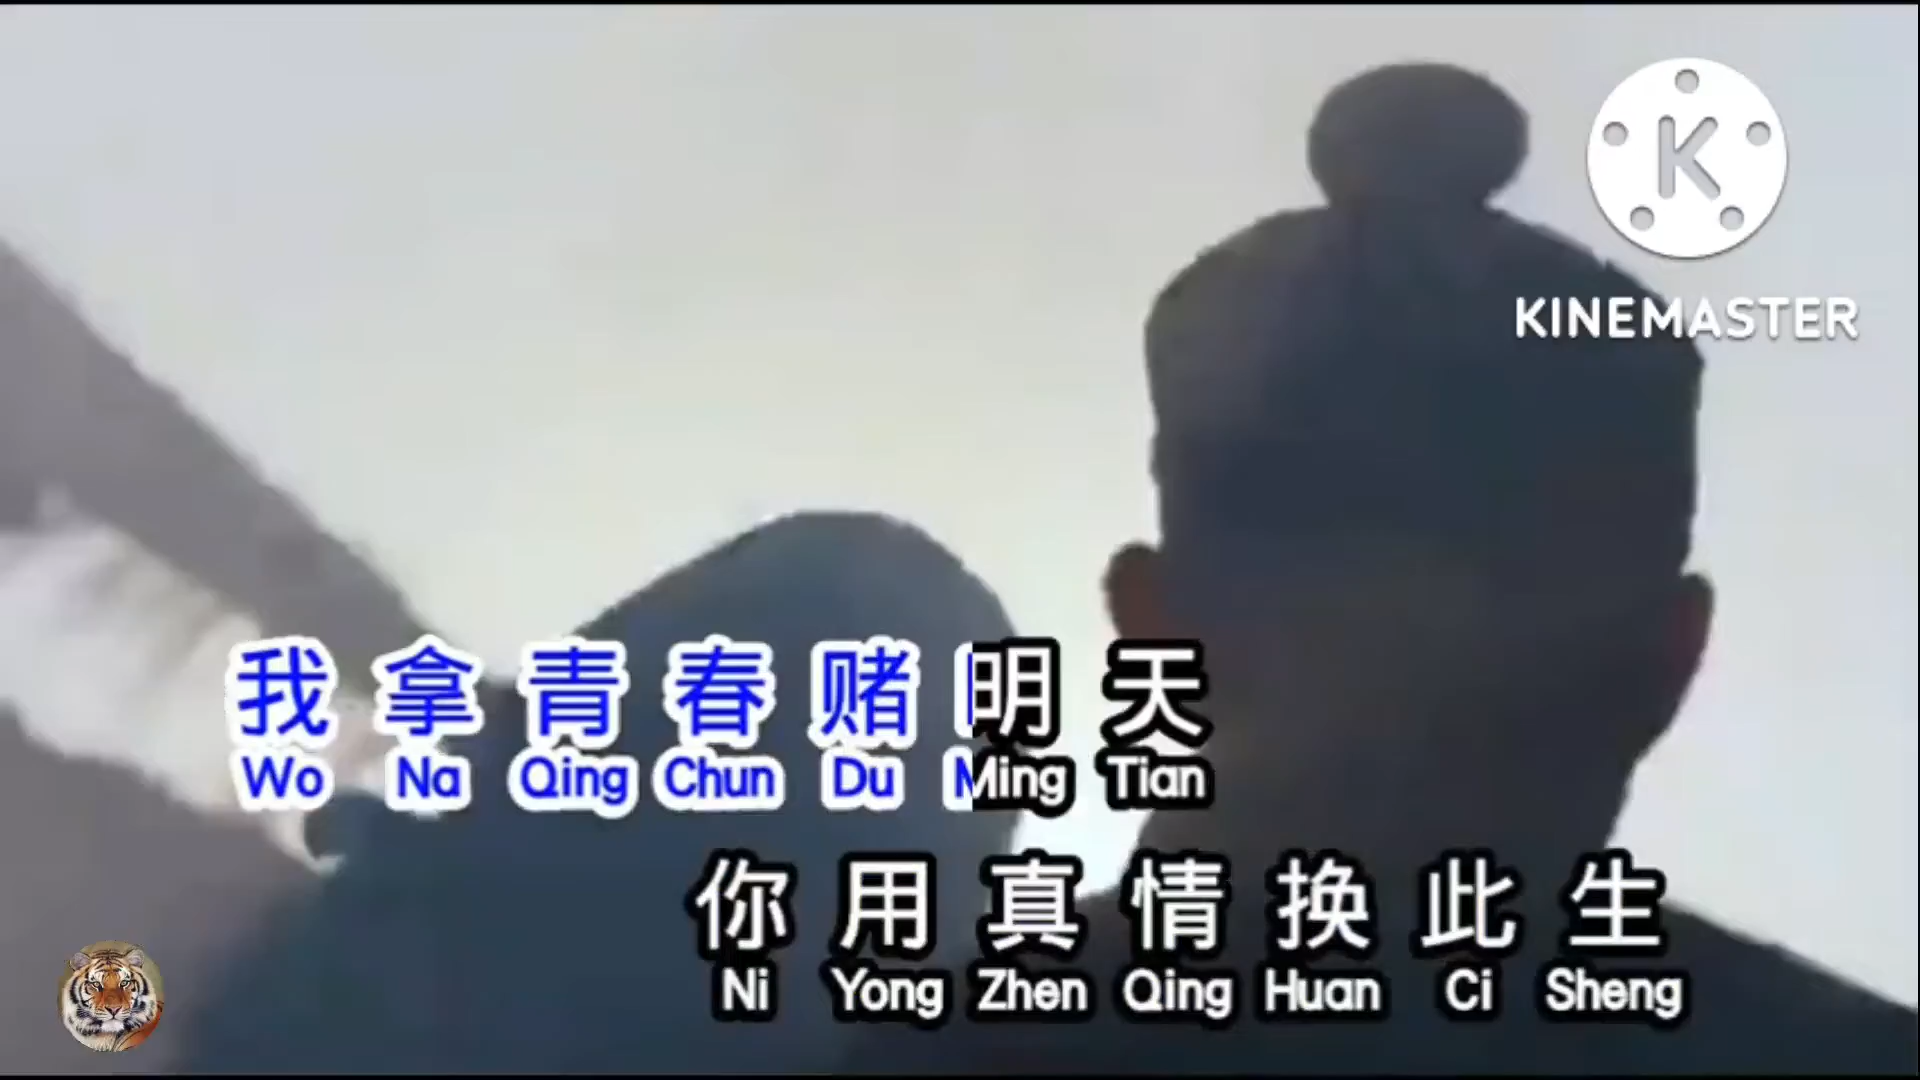 K
KINEMASTER
我拿青春赌明天
Wo Na Qing Chun Du Ming Tian
你用真情换此生
Ni Yong Zhen Qing Huan Ci Sheng